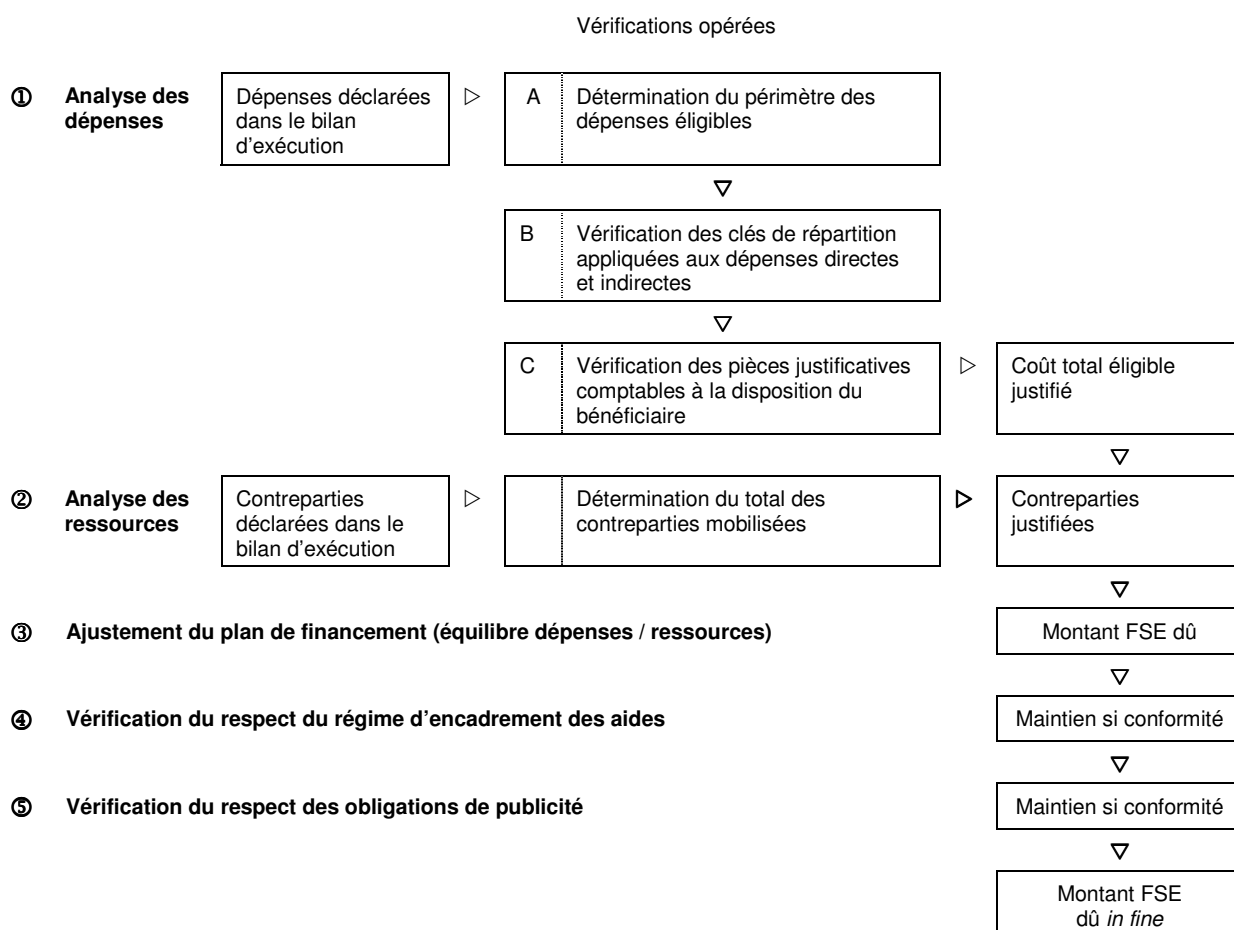 Vérifications opérées
① Analyse des
dépenses
Dépenses déclarées
dans le bilan
d'exécution
▷
A
Détermination du périmètre des
dépenses éligibles
▽
B
Vérification des clés de répartition
appliquées aux dépenses directes
et indirectes
▽
C
Vérification des pièces justificatives
comptables à la disposition du
bénéficiaire
▷
Coût total éligible
justifié
▽
② Analyse des
ressources
Contreparties
déclarées dans le
bilan d'exécution
▷
Détermination du total des
contreparties mobilisées
▷
Contreparties
justifiées
▽
③ Ajustement du plan de financement (équilibre dépenses / ressources)
Montant FSE dû
▽
④ Vérification du respect du régime d'encadrement des aides
Maintien si conformité
▽
⑤ Vérification du respect des obligations de publicité
Maintien si conformité
▽
Montant FSE
dû in fine